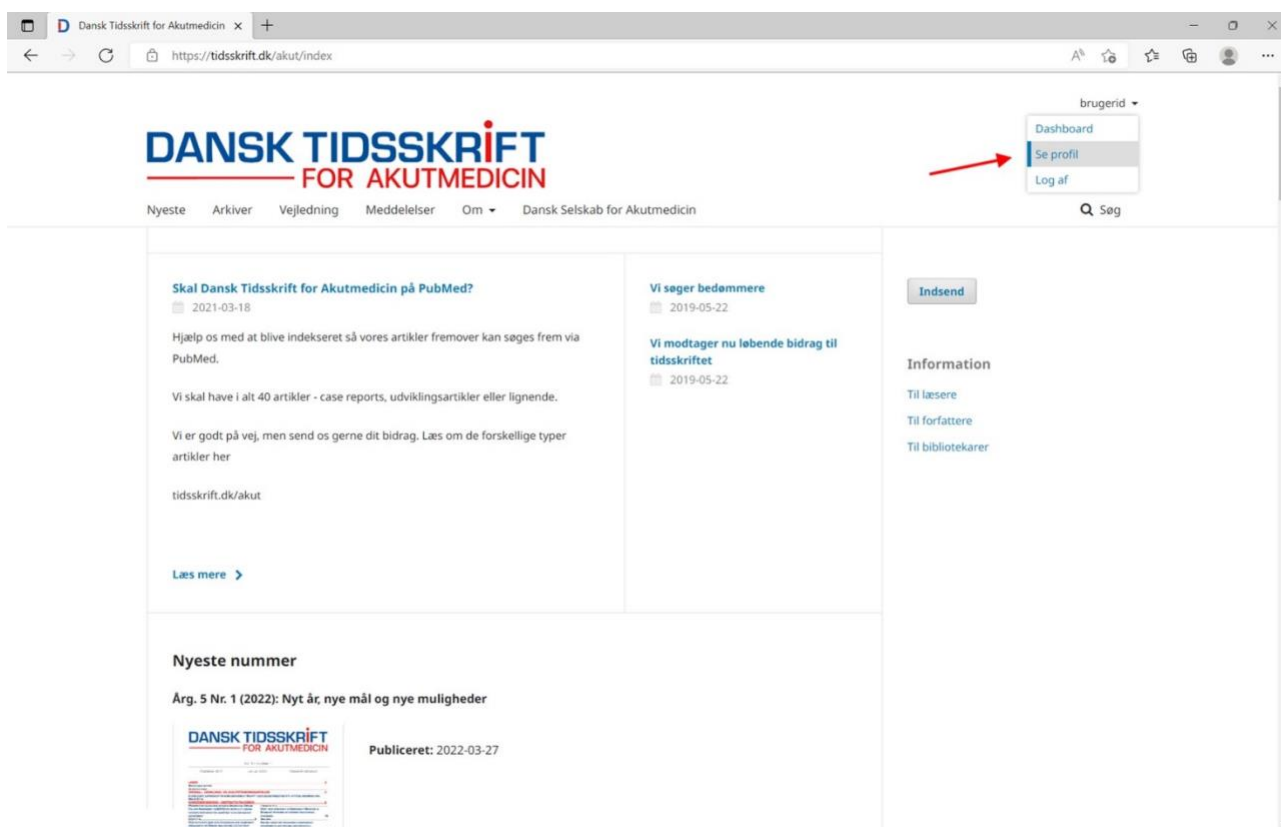 Dansk Tidsskrift for Akutmedicin
https://tidsskrift.dk/akut/index
brugerid
Dashboard
Se profil
Log af
DANSK TIDSSKRIFT
FOR AKUTMEDICIN
Nyeste Arkiver Vejledning Meddelelser Om Dansk Selskab for Akutmedicin Søg
Skal Dansk Tidsskrift for Akutmedicin på PubMed?
2021-03-18
Hjælp os med at blive indekseret så vores artikler fremover kan søges frem via
PubMed.
Vi skal have i alt 40 artikler - case reports, udviklingsartikler eller lignende.
Vi er godt på vej, men send os gerne dit bidrag. Læs om de forskellige typer
artikler her
tidsskrift.dk/akut
Læs mere
Vi søger bedømmere
2019-05-22
Vi modtager nu løbende bidrag til
tidsskriftet
2019-05-22
Indsend
Information
Til læsere
Til forfattere
Til bibliotekarer
Nyeste nummer
Årg. 5 Nr. 1 (2022): Nyt år, nye mål og nye muligheder
DANSK TIDSSKRIFT
FOR AKUTMEDICIN
Publiceret: 2022-03-27